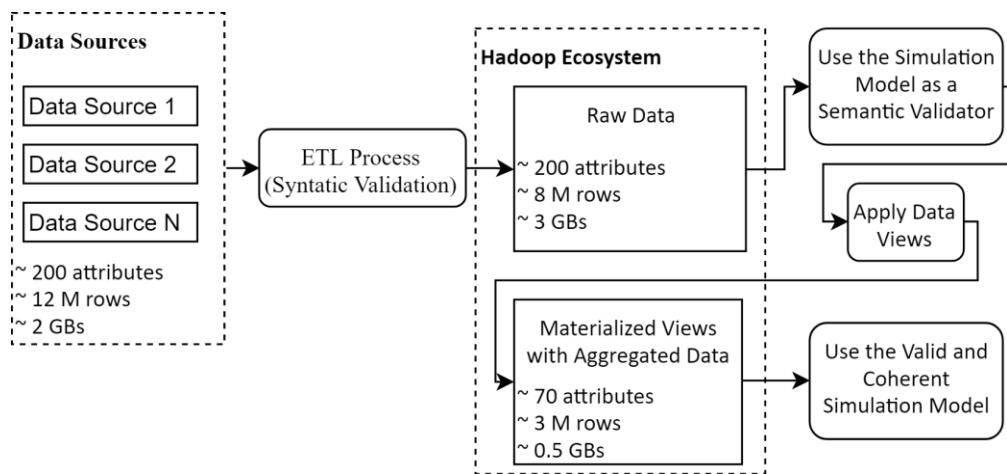 Data Sources
Data Source 1
Data Source 2
Data Source N
~ 200 attributes
~ 12 M rows
~ 2 GBs
ETL Process
(Syntatic Validation)
Hadoop Ecosystem
Raw Data
~ 200 attributes
~ 8 M rows
~ 3 GBs
Use the Simulation
Model as a
Semantic Validator
Apply Data
Views
Materialized Views
with Aggregated Data
~ 70 attributes
~ 3 M rows
~ 0.5 GBs
Use the Valid and
Coherent
Simulation Model